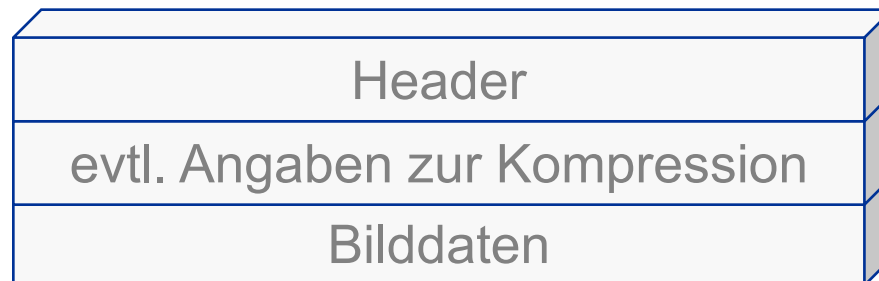 Header
evtl. Angaben zur Kompression
Bilddaten